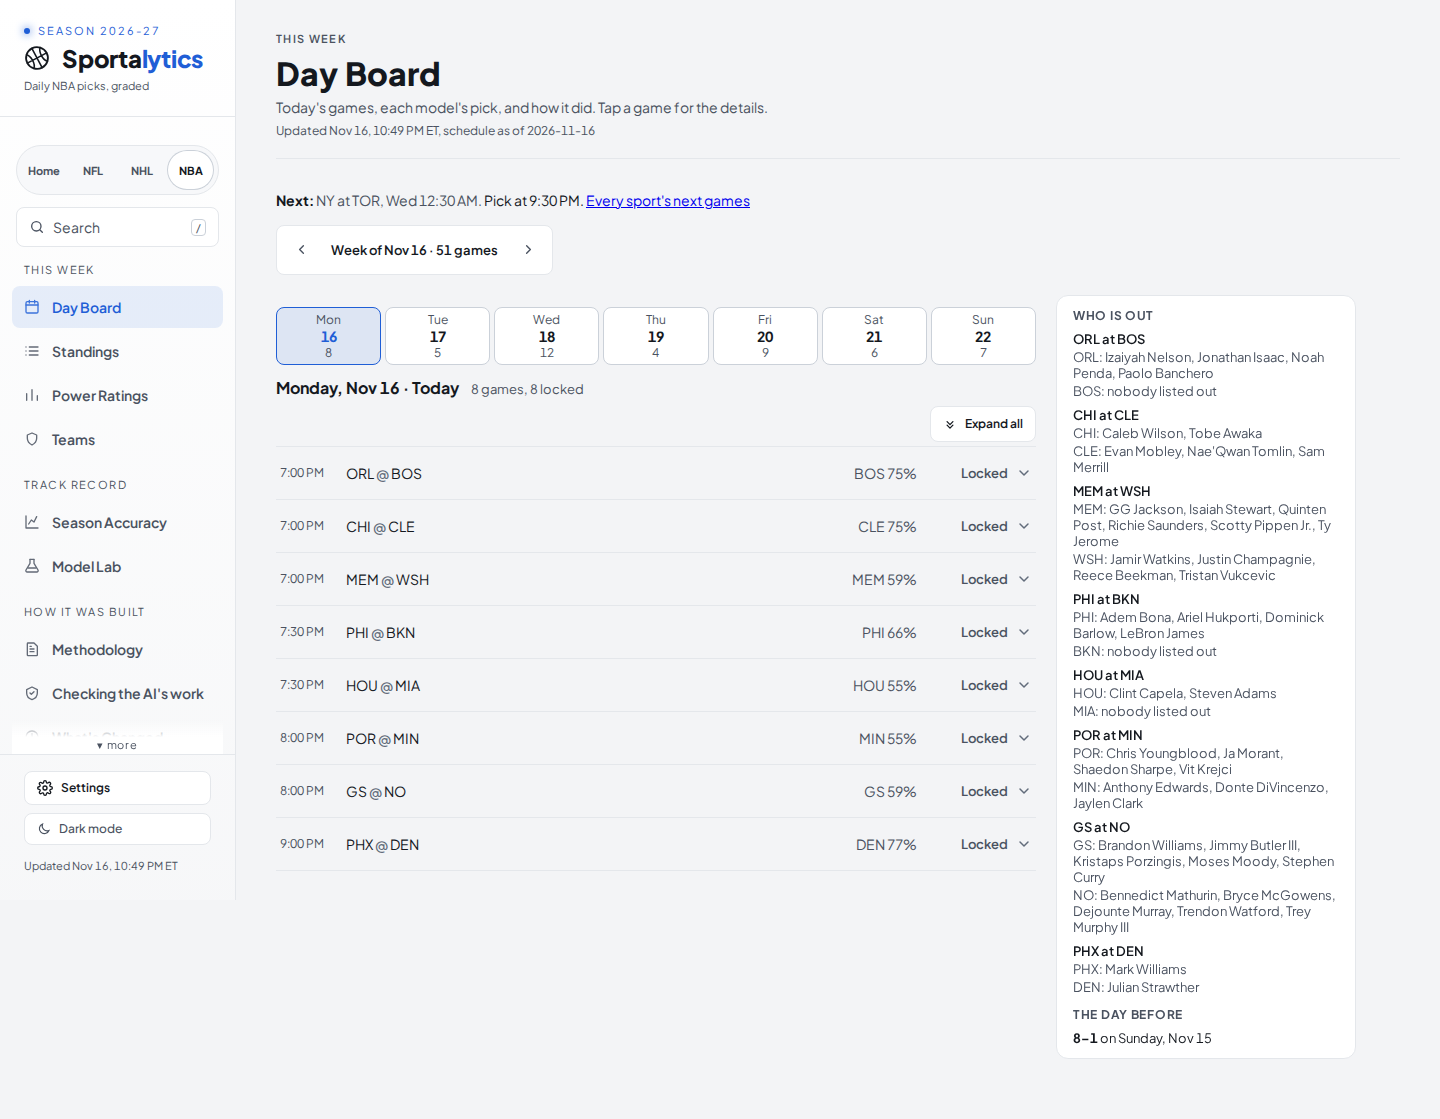 SEASON 2026-27
Sportalytics
Daily NBA picks, graded
Home NFL NHL NBA
Search /
THIS WEEK
Day Board
Standings
Power Ratings
Teams
TRACK RECORD
Season Accuracy
Model Lab
HOW IT WAS BUILT
Methodology
Checking the AI's work
▾ more
Settings
Dark mode
Updated Nov 16, 10:49 PM ET
THIS WEEK
Day Board
Today's games, each model's pick, and how it did. Tap a game for the details.
Updated Nov 16, 10:49 PM ET, schedule as of 2026-11-16
Next: NY at TOR, Wed 12:30 AM. Pick at 9:30 PM. Every sport's next games
Week of Nov 16 · 51 games
Mon 16 8
Tue 17 5
Wed 18 12
Thu 19 4
Fri 20 9
Sat 21 6
Sun 22 7
Monday, Nov 16 · Today 8 games, 8 locked
Expand all
7:00 PM ORL @ BOS BOS 75% Locked
7:00 PM CHI @ CLE CLE 75% Locked
7:00 PM MEM @ WSH MEM 59% Locked
7:30 PM PHI @ BKN PHI 66% Locked
7:30 PM HOU @ MIA HOU 55% Locked
8:00 PM POR @ MIN MIN 55% Locked
8:00 PM GS @ NO GS 59% Locked
9:00 PM PHX @ DEN DEN 77% Locked
WHO IS OUT
ORL at BOS
ORL: Izaiyah Nelson, Jonathan Isaac, Noah
Penda, Paolo Banchero
BOS: nobody listed out
CHI at CLE
CHI: Caleb Wilson, Tobe Awaka
CLE: Evan Mobley, Nae'Qwan Tomlin, Sam
Merrill
MEM at WSH
MEM: GG Jackson, Isaiah Stewart, Quinten
Post, Richie Saunders, Scotty Pippen Jr., Ty
Jerome
WSH: Jamir Watkins, Justin Champagnie,
Reece Beekman, Tristan Vukcevic
PHI at BKN
PHI: Adem Bona, Ariel Hukporti, Dominick
Barlow, LeBron James
BKN: nobody listed out
HOU at MIA
HOU: Clint Capela, Steven Adams
MIA: nobody listed out
POR at MIN
POR: Chris Youngblood, Ja Morant,
Shaedon Sharpe, Vit Krejci
MIN: Anthony Edwards, Donte DiVincenzo,
Jaylen Clark
GS at NO
GS: Brandon Williams, Jimmy Butler III,
Kristaps Porzingis, Moses Moody, Stephen
Curry
NO: Bennedict Mathurin, Bryce McGowens,
Dejounte Murray, Trendon Watford, Trey
Murphy III
PHX at DEN
PHX: Mark Williams
DEN: Julian Strawther
THE DAY BEFORE
8–1 on Sunday, Nov 15